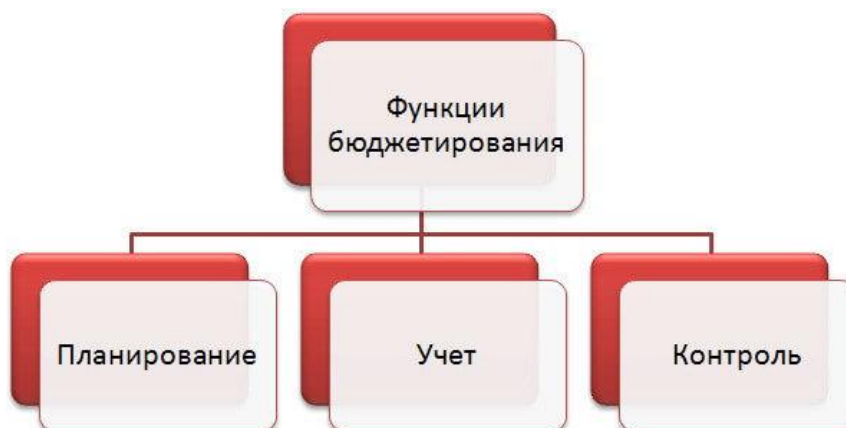 Функции
бюджетирования
Планирование
Учет
Контроль